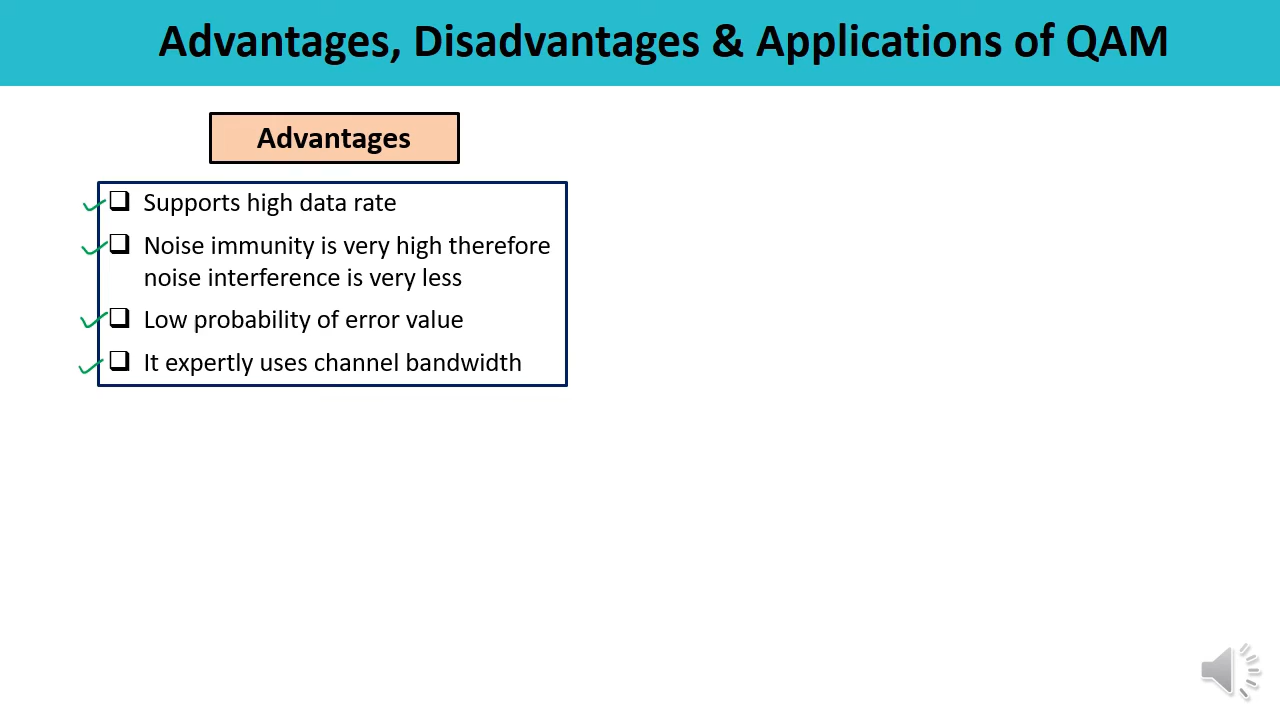 Advantages, Disadvantages & Applications of QAM
Advantages
Supports high data rate
Noise immunity is very high therefore
noise interference is very less
Low probability of error value
It expertly uses channel bandwidth